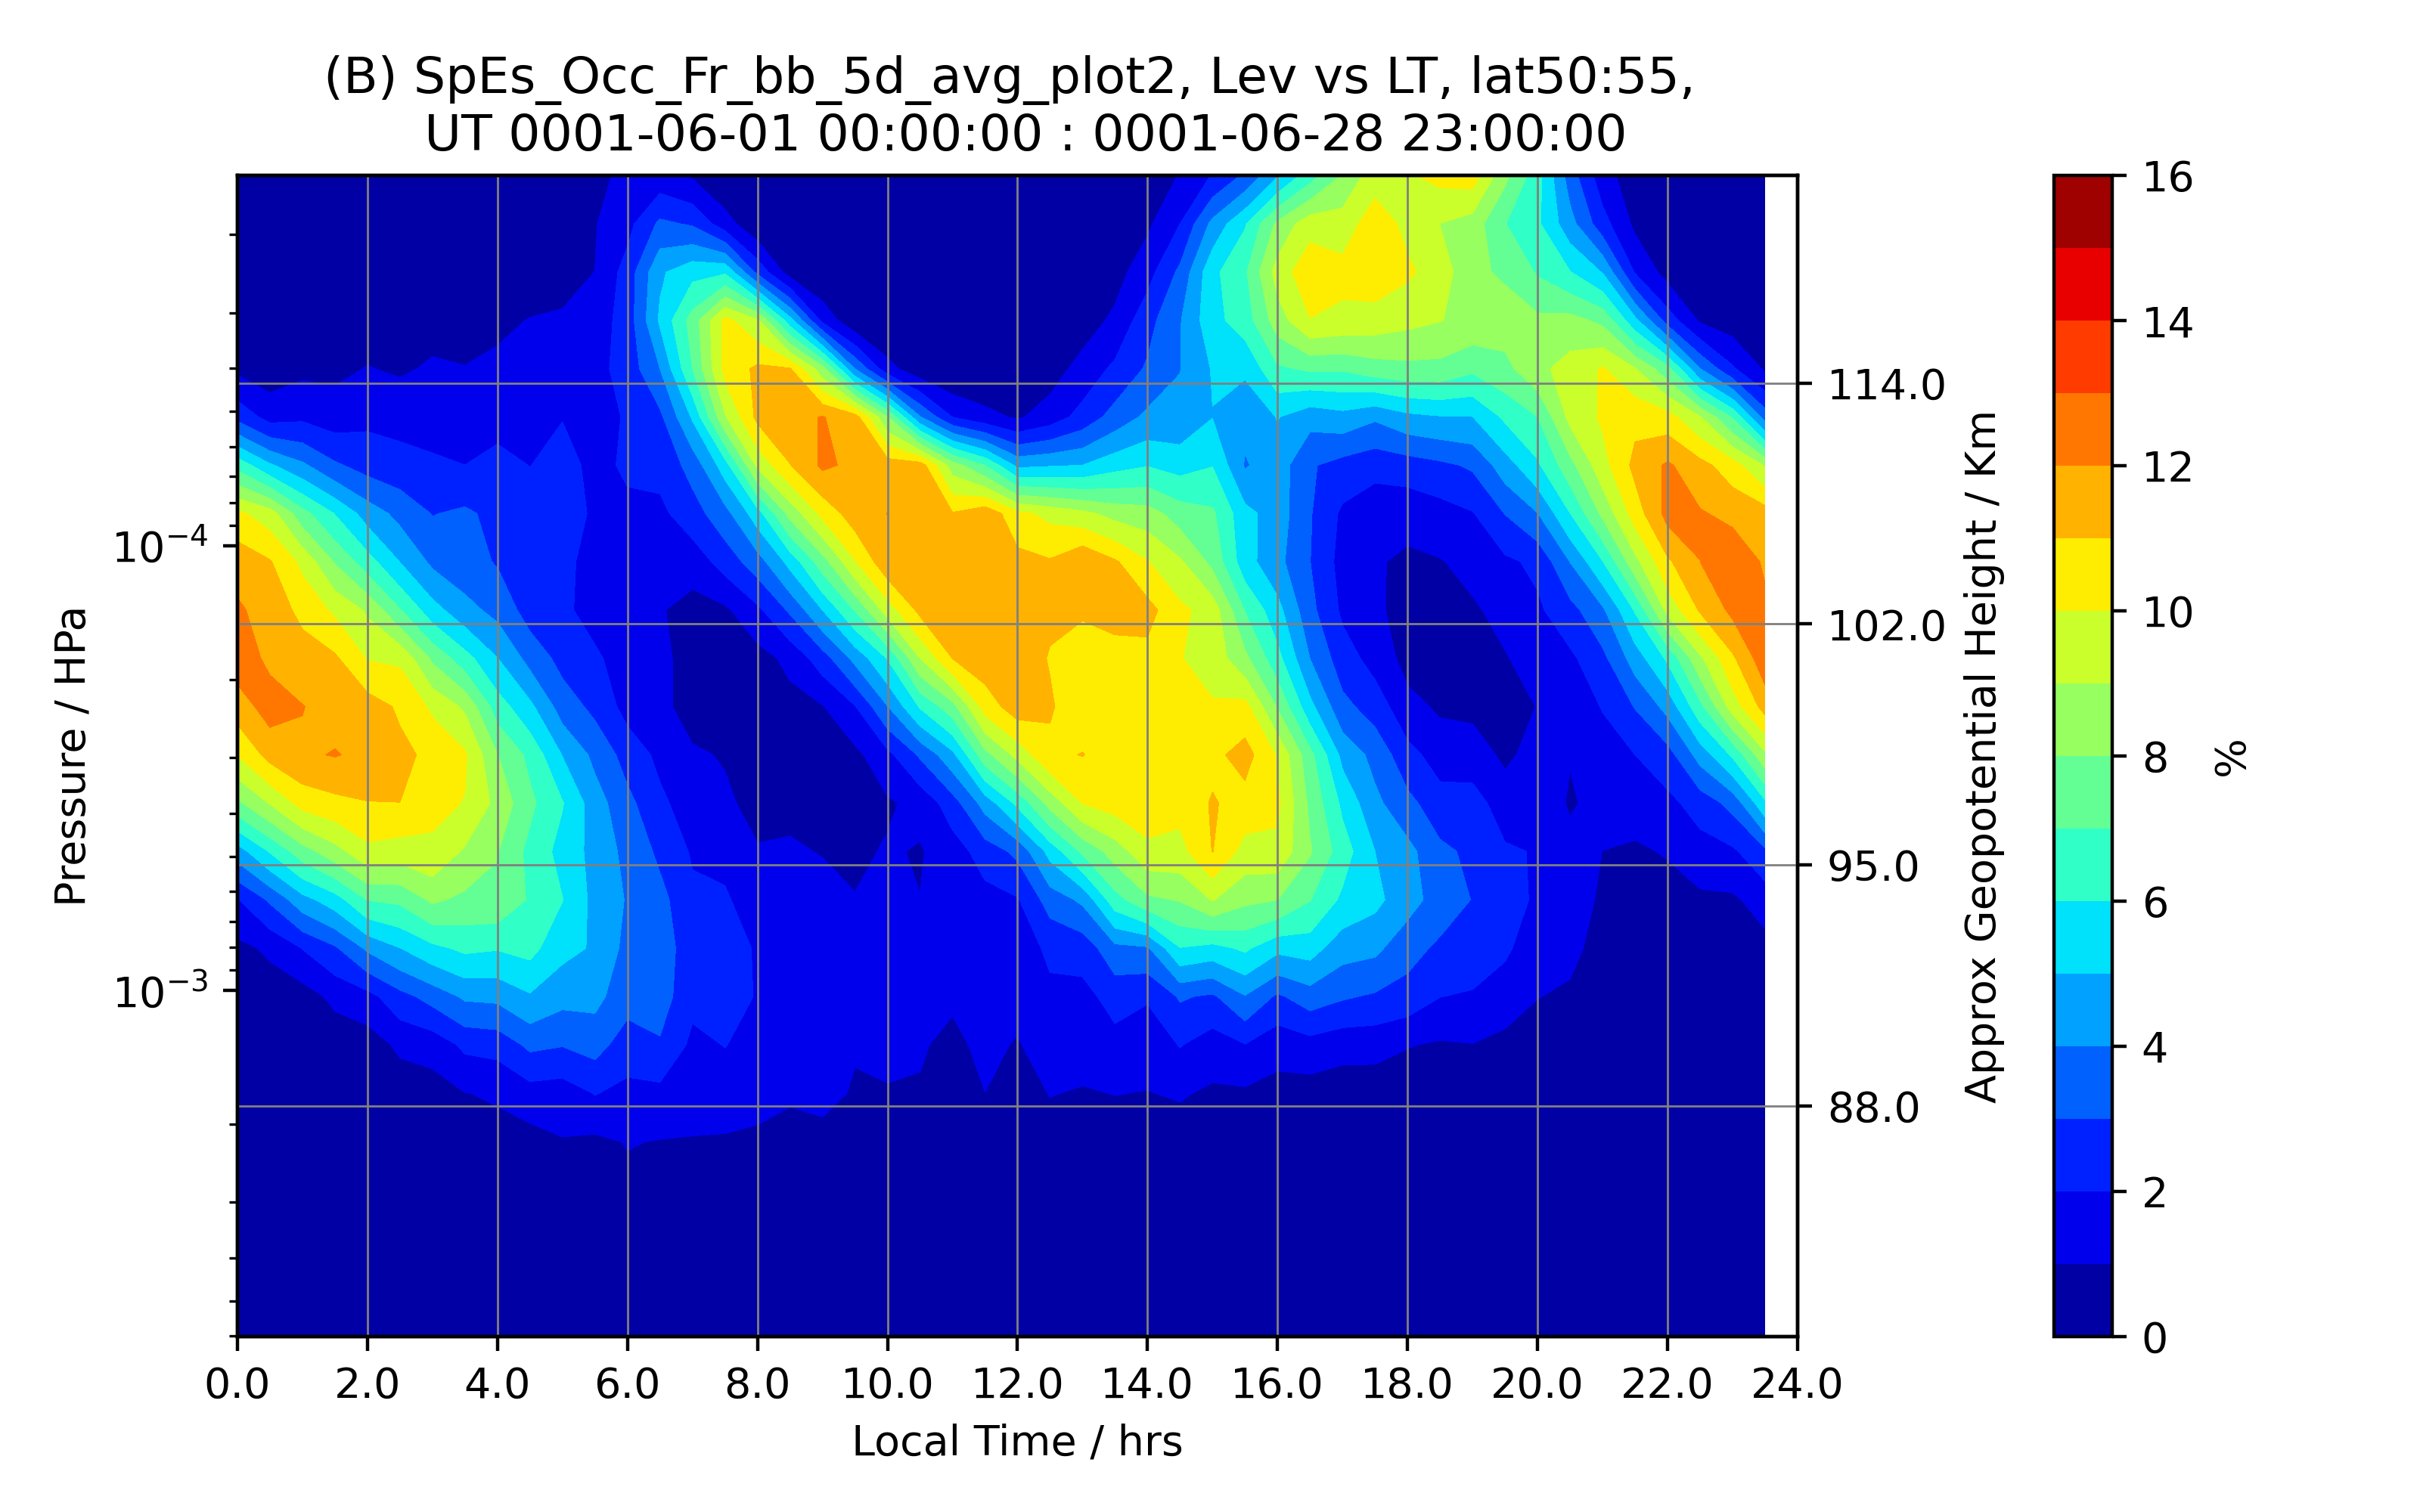 (B) SpEs_Occ_Fr_bb_5d_avg_plot2, Lev vs LT, lat50:55,
UT 0001-06-01 00:00:00 : 0001-06-28 23:00:00
Pressure / HPa
10⁻⁴
10⁻³
0.0 2.0 4.0 6.0 8.0 10.0 12.0 14.0 16.0 18.0 20.0 22.0 24.0
Local Time / hrs
114.0
102.0
95.0
88.0
Approx Geopotential Height / Km
16
14
12
10
8
6
4
2
0
%